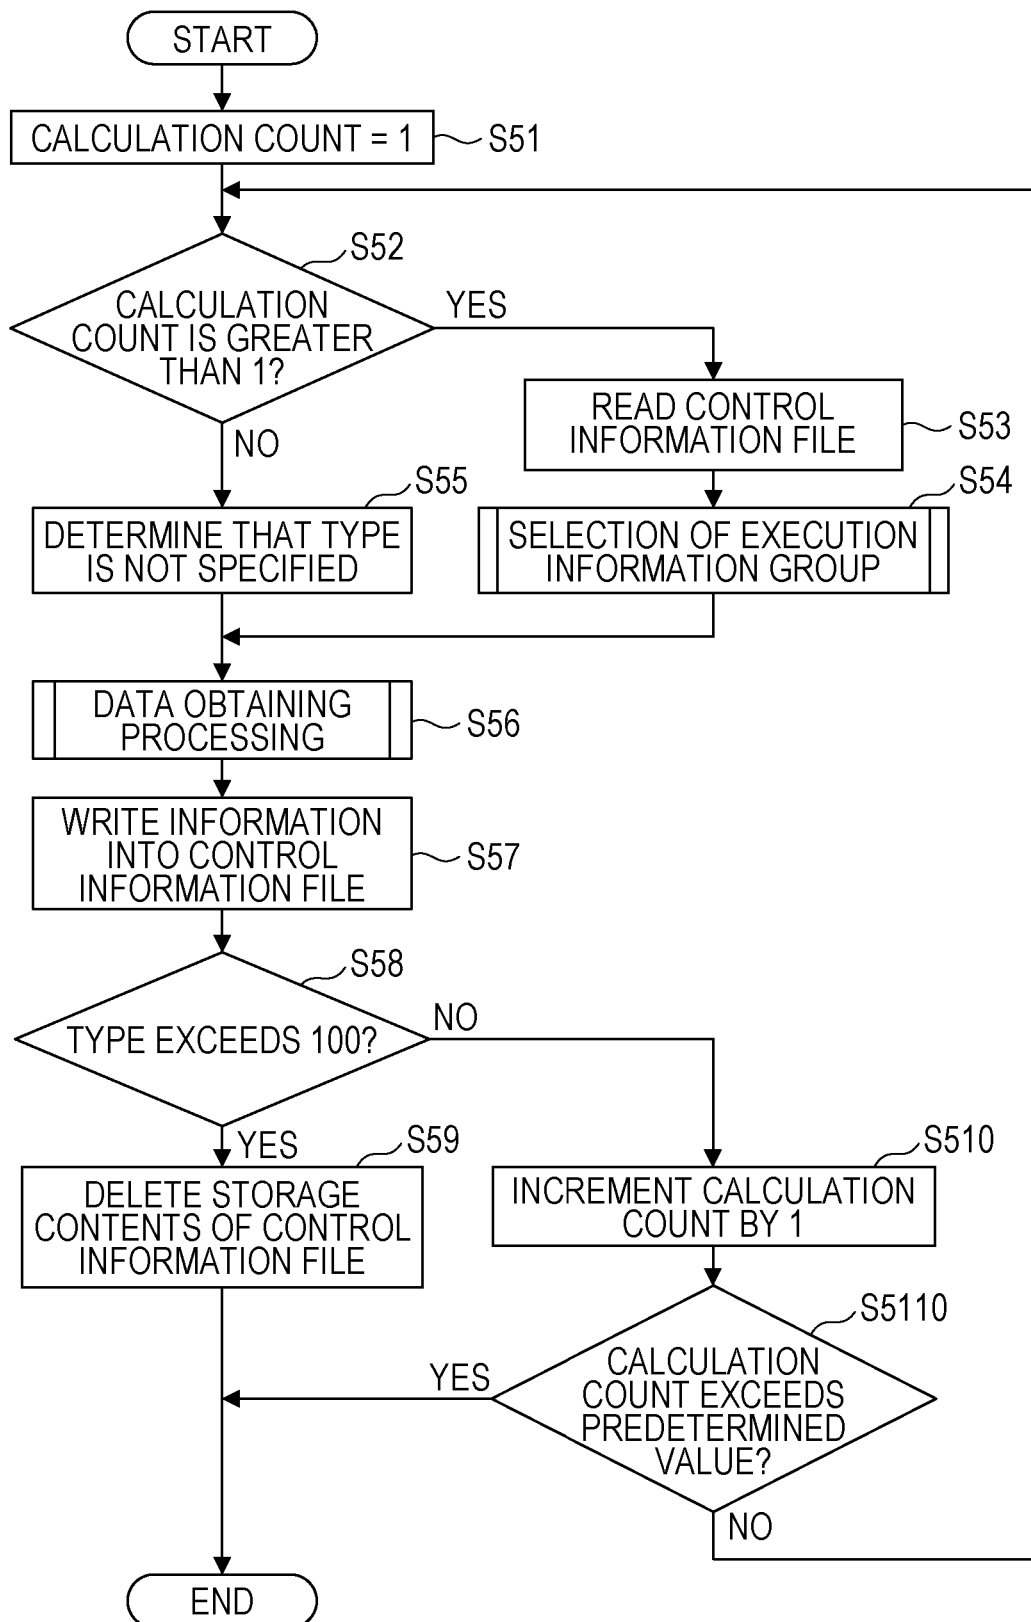 START
CALCULATION COUNT = 1
S51
S52
CALCULATION
COUNT IS GREATER
THAN 1?
YES
NO
READ CONTROL
INFORMATION FILE
S53
S55
DETERMINE THAT TYPE
IS NOT SPECIFIED
S54
SELECTION OF EXECUTION
INFORMATION GROUP
DATA OBTAINING
PROCESSING
S56
WRITE INFORMATION
INTO CONTROL
INFORMATION FILE
S57
S58
TYPE EXCEEDS 100?
NO
YES
S59
DELETE STORAGE
CONTENTS OF CONTROL
INFORMATION FILE
S510
INCREMENT CALCULATION
COUNT BY 1
S5110
CALCULATION
COUNT EXCEEDS
PREDETERMINED
VALUE?
YES
NO
END